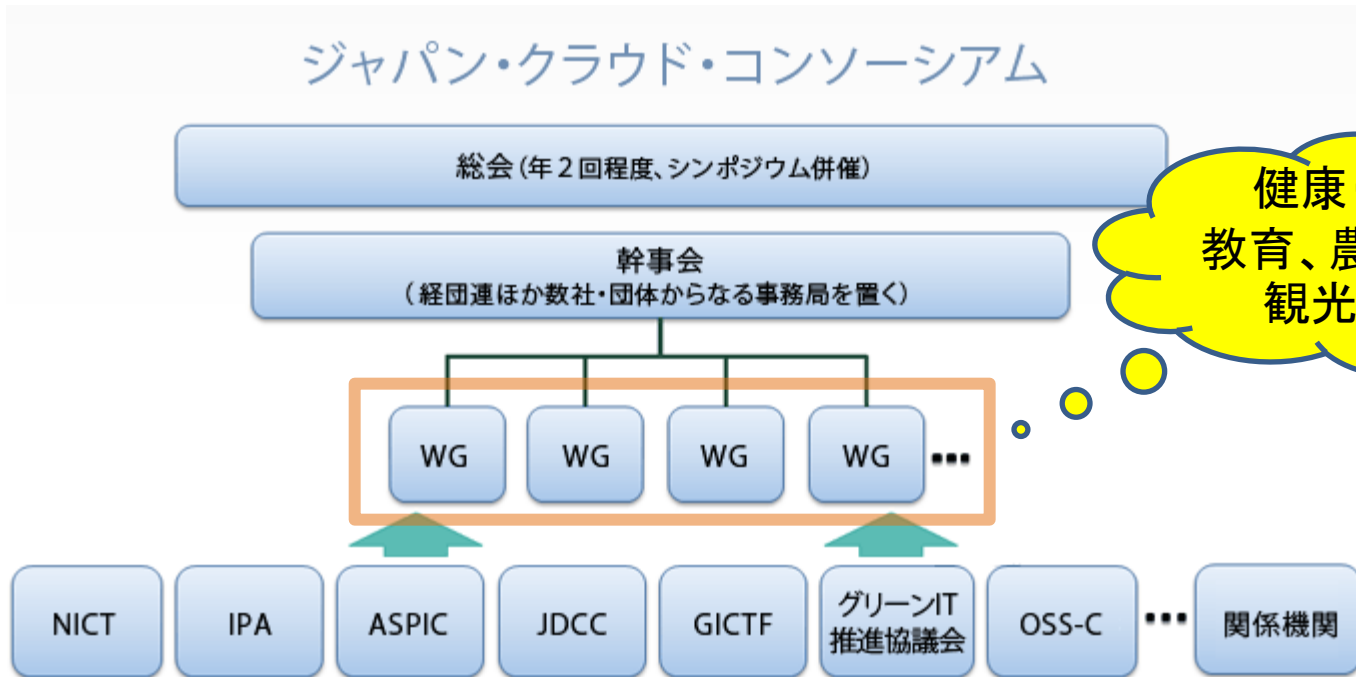 ジャパン・クラウド・コンソーシアム
総会(年2回程度、シンポジウム併催)
健康
教育、農
観光
幹事会
(経団連ほか数社・団体からなる事務局を置く)
WG
WG
WG
WG
...
NICT
IPA
ASPIC
JDCC
GICTF
グリーンIT
推進協議会
OSS-C
...
関係機関